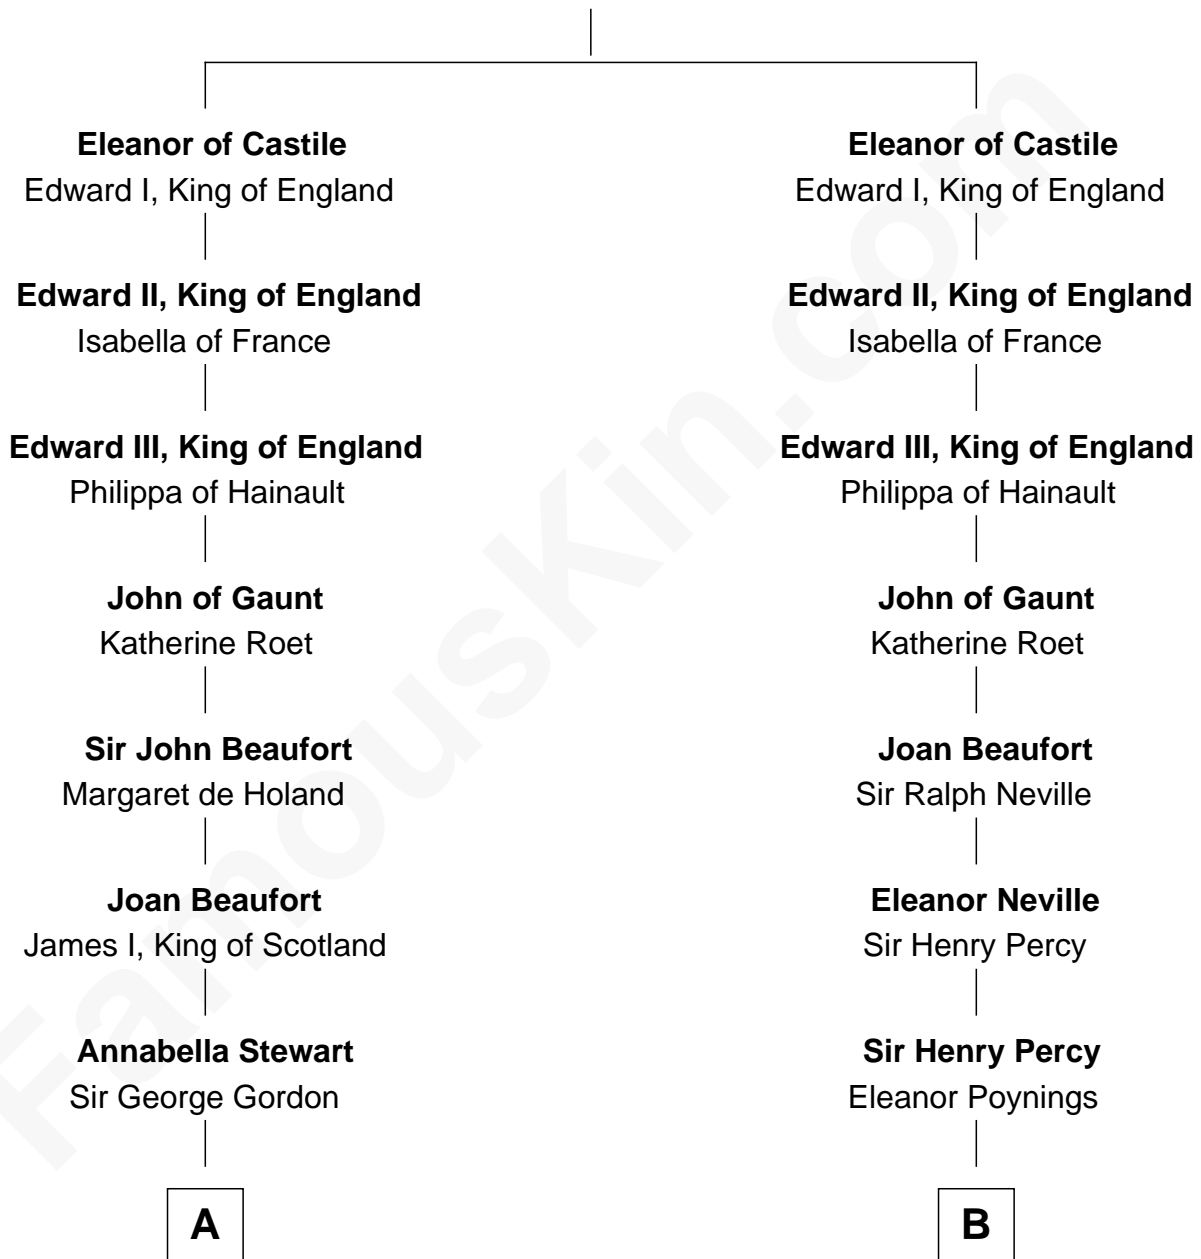 Eleanor of Castile
Edward I, King of England
Edward II, King of England
Isabella of France
Edward III, King of England
Philippa of Hainault
John of Gaunt
Katherine Roet
Sir John Beaufort
Margaret de Holand
Joan Beaufort
James I, King of Scotland
Annabella Stewart
Sir George Gordon
A
Eleanor of Castile
Edward I, King of England
Edward II, King of England
Isabella of France
Edward III, King of England
Philippa of Hainault
John of Gaunt
Katherine Roet
Joan Beaufort
Sir Ralph Neville
Eleanor Neville
Sir Henry Percy
Sir Henry Percy
Eleanor Poynings
B
FamousKin.com